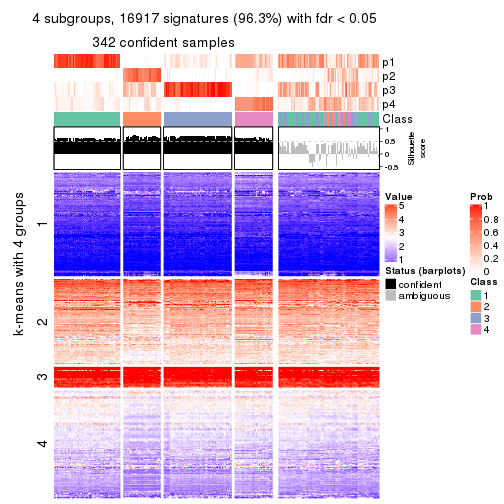 4 subgroups, 16917 signatures (96.3%) with fdr < 0.05
342 confident samples
p1
p2
p3
p4
Class
1
0.5
0
-0.5
Silhouette
score
k-means with 4 groups
1
2
3
4
Value
5
4
3
2
1
Status (barplots)
confident
ambiguous
Prob
1
0.8
0.6
0.4
0.2
0
Class
1
2
3
4